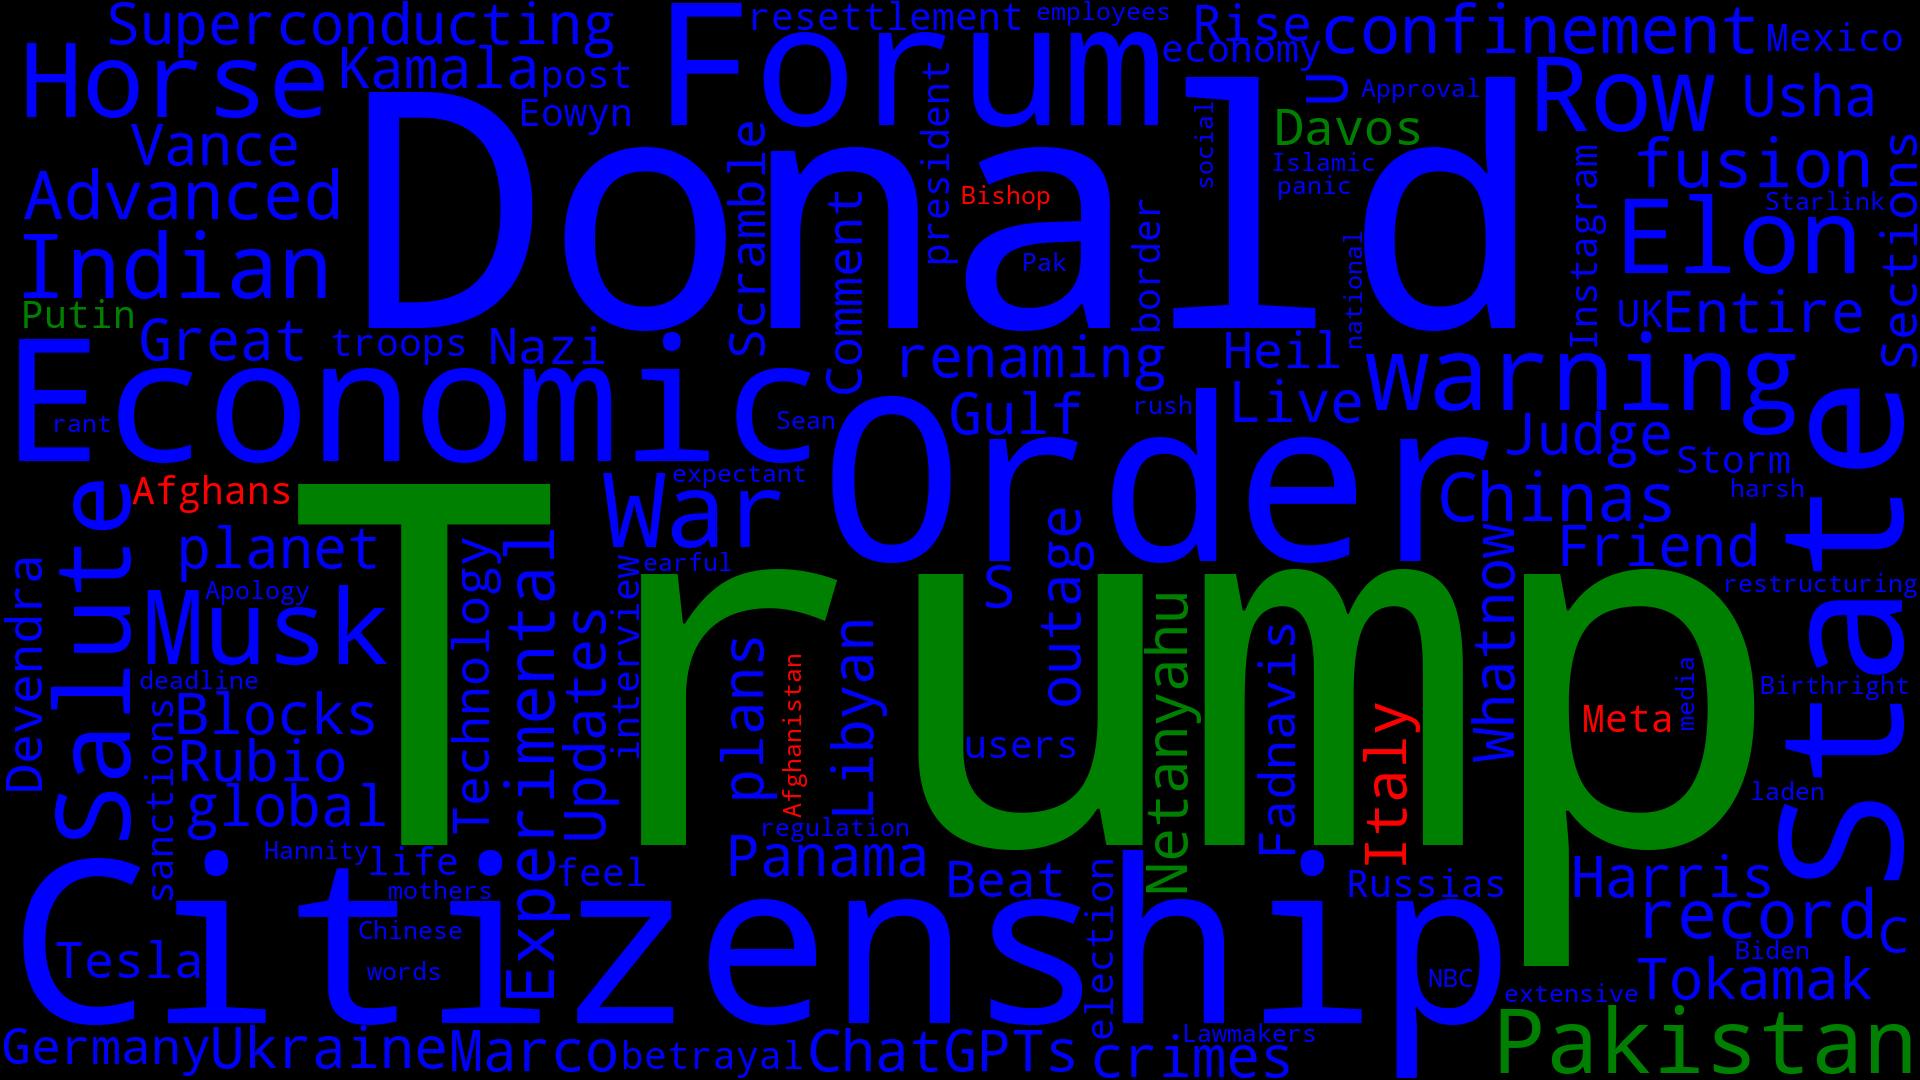 Superconducting
Forum
resettlement
employees
Rise
confinement
Mexico
economy
Horse
Kamala
post
Eowyn
U
Approval
Row
Usha
Donald
Vance
Scramble
president
social
Davos
Islamic
panic
fusion
Sections
Advanced
Comment
Bishop
Pak
border
national
Instagram
Starlink
Elon
Indian
Putin
UK
Entire
Great
troops
Nazi
renaming
Heil
warning
Economic
rant
Sean
Gulf
rush
Live
Judge
State
Order
Storm
harsh
Afghans
expectant
War
Chinas
Salute
planet
Technology
Experimental
earful
outage
S
Whatnow
Friend
restructuring
Devendra
Apology
Musk
Updates
interview
Trump
plans
Afghanistan
Libyan
users
Netanyahu
Fadnavis
Italy
Meta
media
Birthright
deadline
Blocks
sanctions
Rubio
global
laden
regulation
Hannity
life
feel
Panama
Beat
election
Russias
Harris
mothers
Citizenship
Chinese
words
record
C
Tesla
Biden
NBC
extensive
Tokamak
Germany
Ukraine
Marco
betrayal
ChatGPTs
crimes
Lawmakers
Pakistan